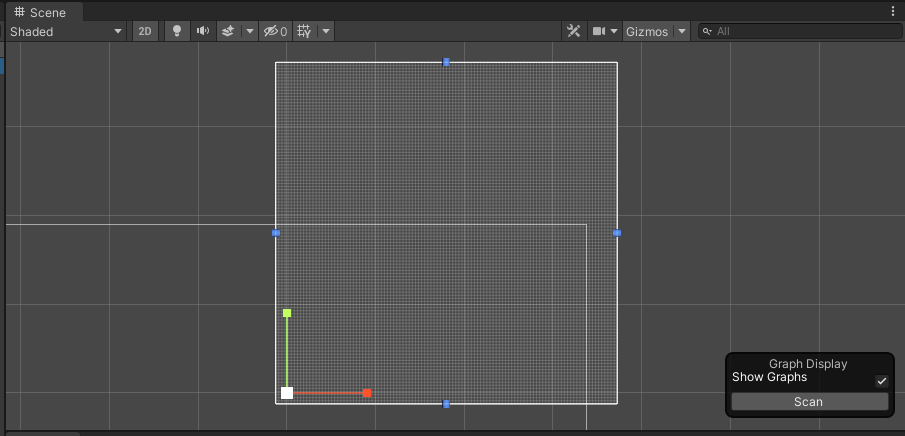 Scene
Shaded 2D 0 Gizmos All
Graph Display
Show Graphs
Scan